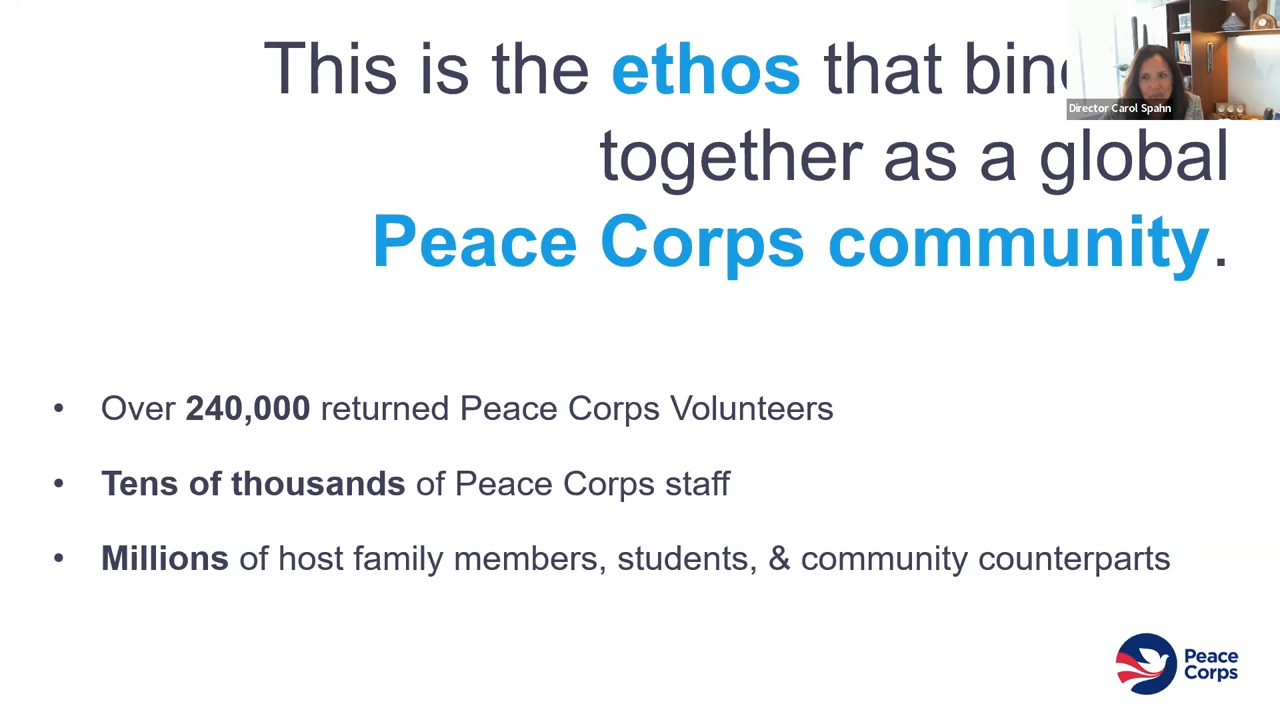 This is the ethos that
together as a global
Peace Corps community.
Director Carol Spahn
• Over 240,000 returned Peace Corps Volunteers
• Tens of thousands of Peace Corps staff
• Millions of host family members, students, & community counterparts
Peace
Corps